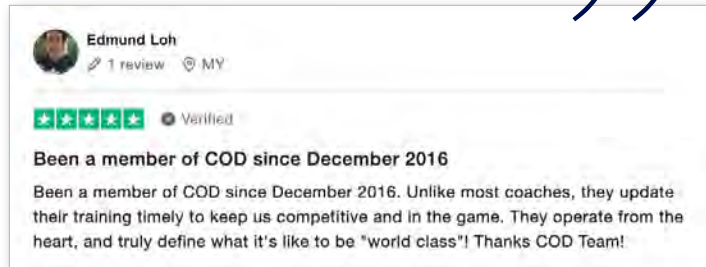 Edmund Loh
1 review MY
Verified
Been a member of COD since December 2016
Been a member of COD since December 2016. Unlike most coaches, they update
their training timely to keep us competitive and in the game. They operate from the
heart, and truly define what it's like to be "world class"! Thanks COD Team!